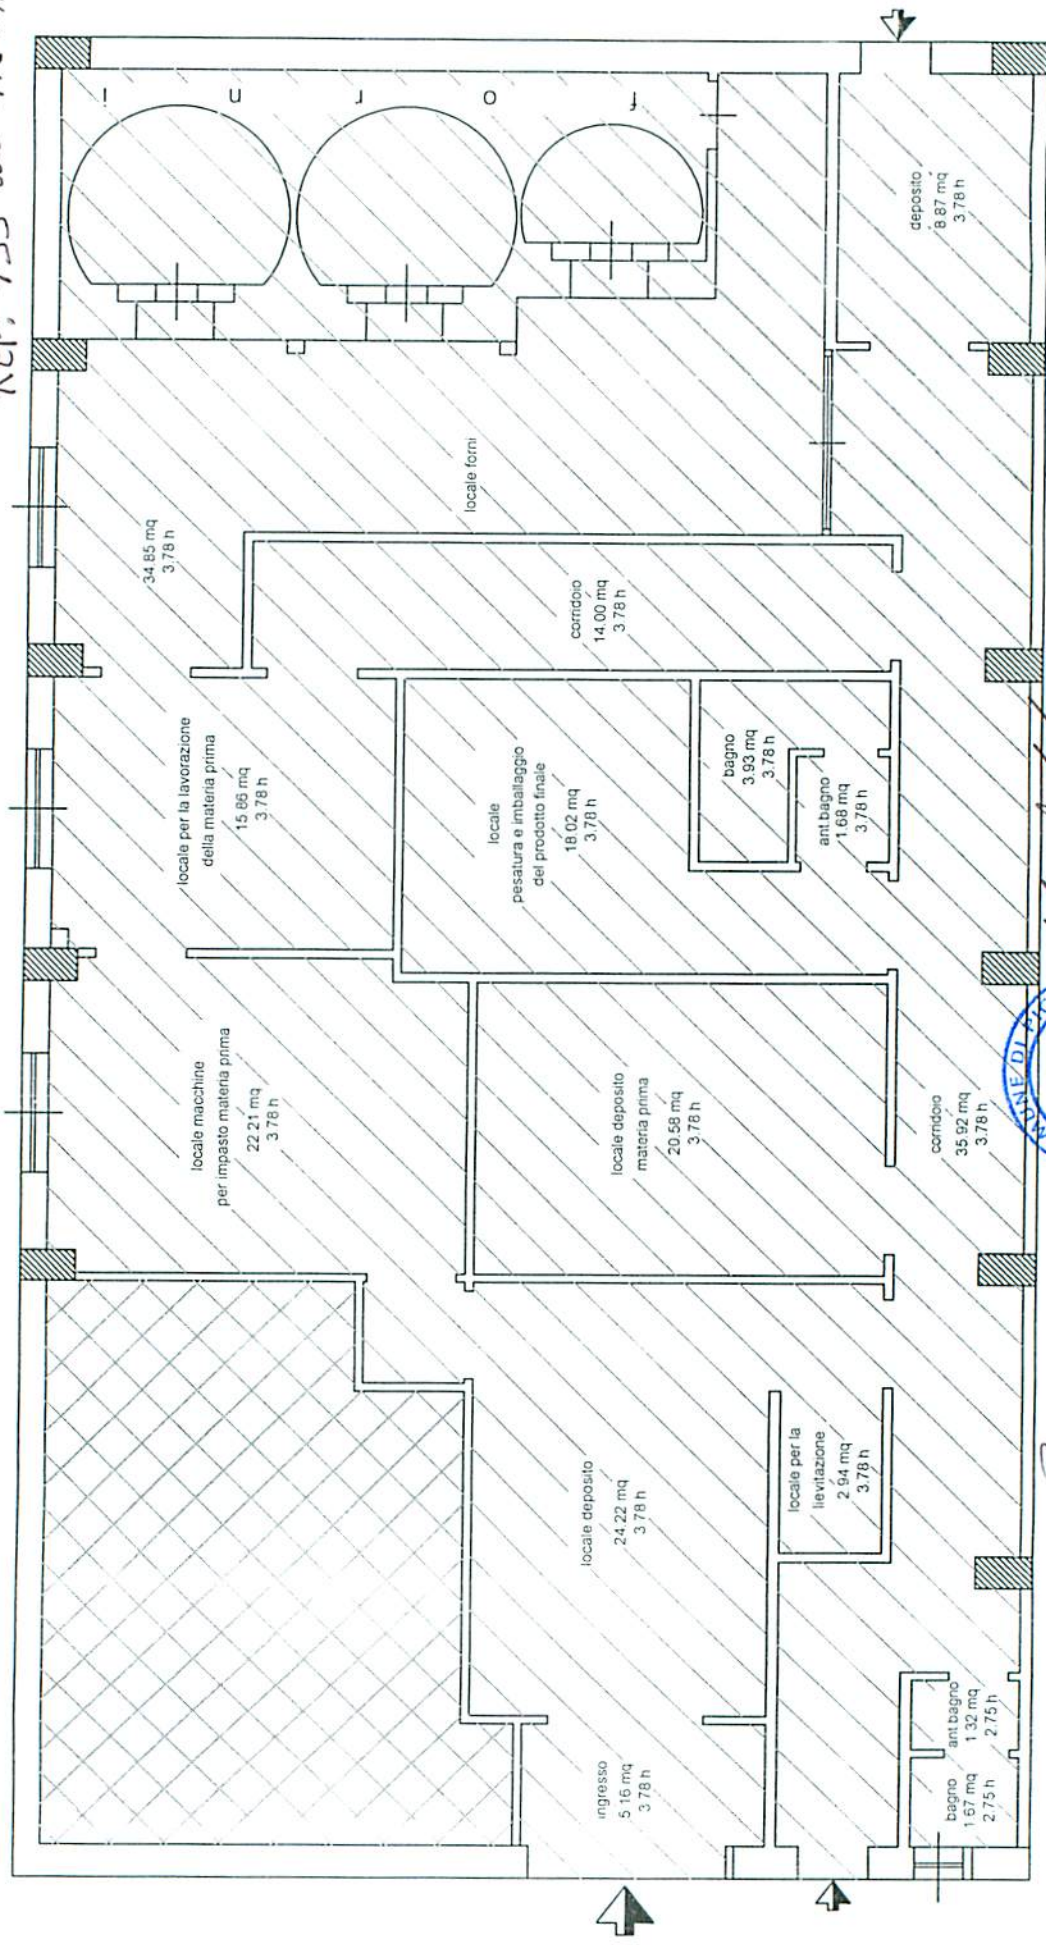 f o r n i
34.85 mq
3.78 h
locale forni
deposito
8.87 mq
3.78 h
corridoio
14.00 mq
3.78 h
locale per la lavorazione
della materia prima
15.86 mq
3.78 h
locale
pesatura e imballaggio
del prodotto finale
18.02 mq
3.78 h
bagno
3.93 mq
3.78 h
ant.bagno
1.68 mq
3.78 h
locale macchine
per impasto materia prima
22.21 mq
3.78 h
locale deposito
materia prima
20.58 mq
3.78 h
corridoio
35.92 mq
3.78 h
locale deposito
24.22 mq
3.78 h
locale per la
lievitazione
2.94 mq
3.78 h
ingresso
5.16 mq
3.78 h
ant.bagno
1.32 mq
2.75 h
bagno
1.67 mq
2.75 h